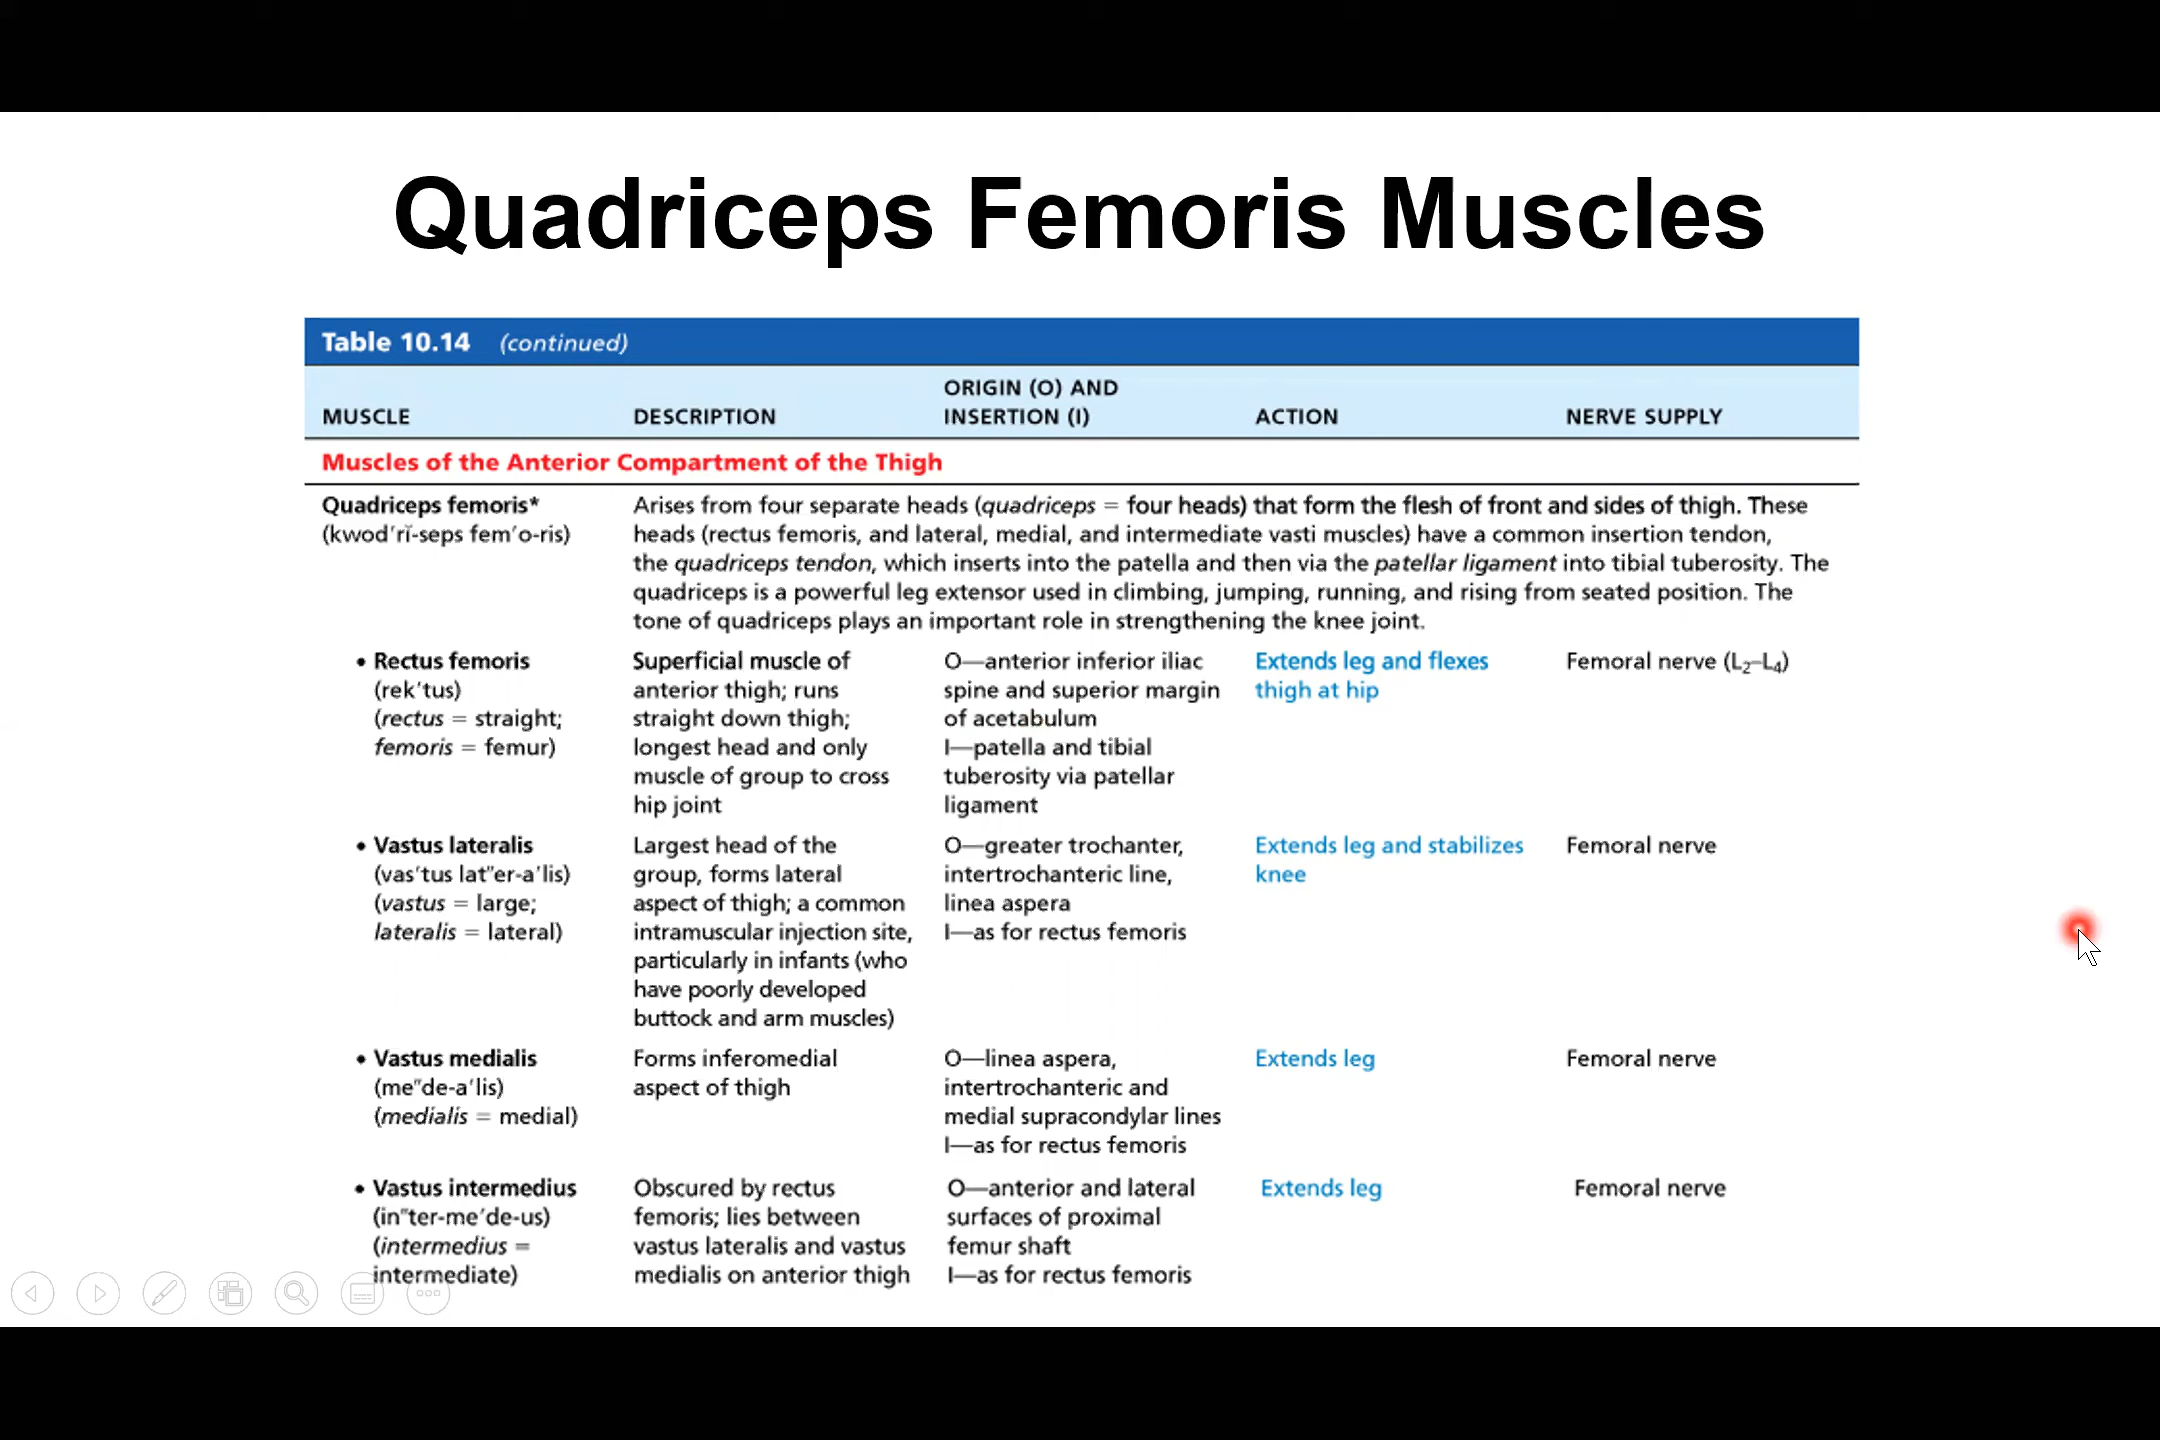 Quadriceps Femoris Muscles
Table 10.14 (continued)
MUSCLE
DESCRIPTION
ORIGIN (O) AND
INSERTION (I)
ACTION
NERVE SUPPLY
Muscles of the Anterior Compartment of the Thigh
Quadriceps femoris*
(kwod′rĭ-seps fem′o-ris)
Arises from four separate heads (quadriceps = four heads) that form the flesh of front and sides of thigh. These
heads (rectus femoris, and lateral, medial, and intermediate vasti muscles) have a common insertion tendon,
the quadriceps tendon, which inserts into the patella and then via the patellar ligament into tibial tuberosity. The
quadriceps is a powerful leg extensor used in climbing, jumping, running, and rising from seated position. The
tone of quadriceps plays an important role in strengthening the knee joint.
• Rectus femoris
(rek′tus)
(rectus = straight;
femoris = femur)
Superficial muscle of
anterior thigh; runs
straight down thigh;
longest head and only
muscle of group to cross
hip joint
O—anterior inferior iliac
spine and superior margin
of acetabulum
I—patella and tibial
tuberosity via patellar
ligament
Extends leg and flexes
thigh at hip
Femoral nerve (L₂–L₄)
• Vastus lateralis
(vas′tus lat″er-a′lis)
(vastus = large;
lateralis = lateral)
Largest head of the
group, forms lateral
aspect of thigh; a common
intramuscular injection site,
particularly in infants (who
have poorly developed
buttock and arm muscles)
O—greater trochanter,
intertrochanteric line,
linea aspera
I—as for rectus femoris
Extends leg and stabilizes
knee
Femoral nerve
• Vastus medialis
(me″de-a′lis)
(medialis = medial)
Forms inferomedial
aspect of thigh
O—linea aspera,
intertrochanteric and
medial supracondylar lines
I—as for rectus femoris
Extends leg
Femoral nerve
• Vastus intermedius
(in″ter-me′de-us)
(intermedius =
intermediate)
Obscured by rectus
femoris; lies between
vastus lateralis and vastus
medialis on anterior thigh
O—anterior and lateral
surfaces of proximal
femur shaft
I—as for rectus femoris
Extends leg
Femoral nerve